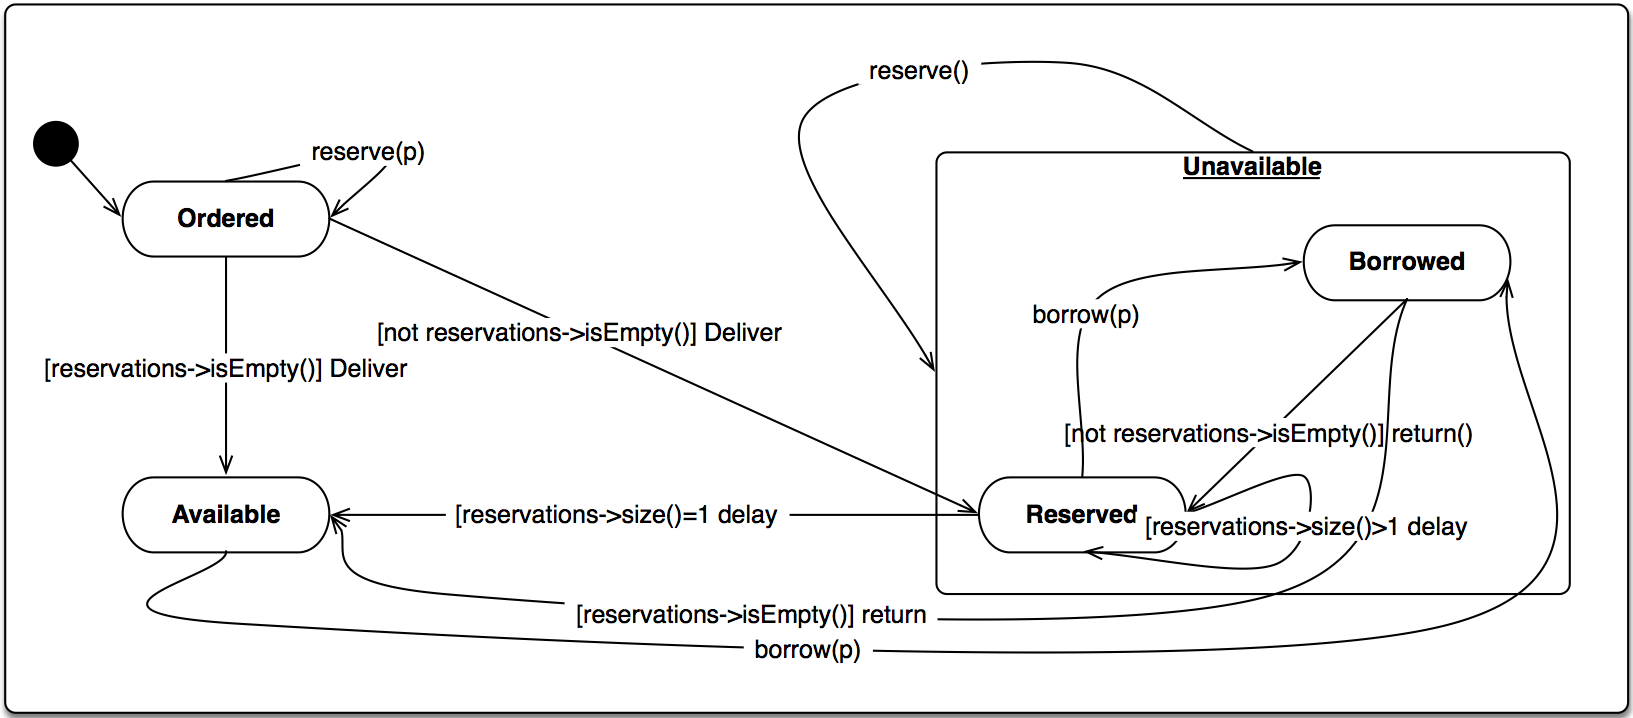 reserve()
reserve(p)
Unavailable
Ordered
Borrowed
borrow(p)
[not reservations->isEmpty()] Deliver
[reservations->isEmpty()] Deliver
[not reservations->isEmpty()] return()
Available
[reservations->size()=1 delay
Reserved
[reservations->size()>1 delay
[reservations->isEmpty()] return
borrow(p)